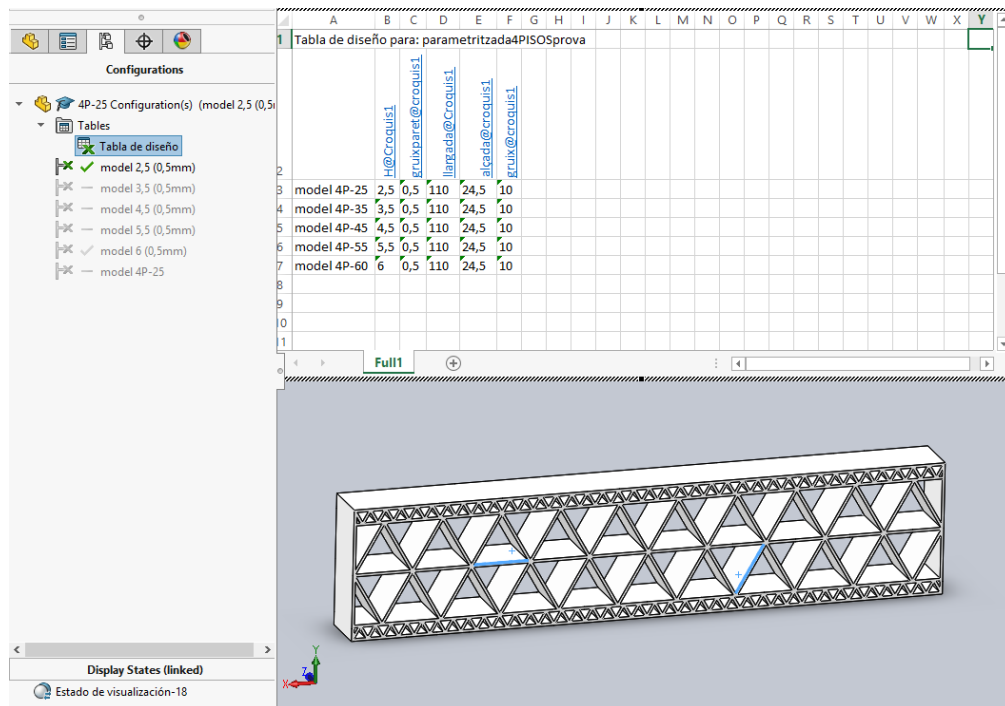 Configurations
4P-25 Configuration(s) (model 2,5 (0,5
Tables
Tabla de diseño
model 2,5 (0,5mm)
model 3,5 (0,5mm)
model 4,5 (0,5mm)
model 5,5 (0,5mm)
model 6 (0,5mm)
model 4P-25
Display States (linked)
Estado de visualización-18
A B C D E F G H I J K L M N O P Q R S T U V W X Y
1 Tabla de diseño para: parametritzada4PISOSprova
2 H@Croquis1 gruixparet@croquis1 llargada@Croquis1 alçada@croquis1 gruix@croquis1
3 model 4P-25 2,5 0,5 110 24,5 10
4 model 4P-35 3,5 0,5 110 24,5 10
5 model 4P-45 4,5 0,5 110 24,5 10
6 model 4P-55 5,5 0,5 110 24,5 10
7 model 4P-60 6 0,5 110 24,5 10
8
9
10
11
Full1
Y
Z
X